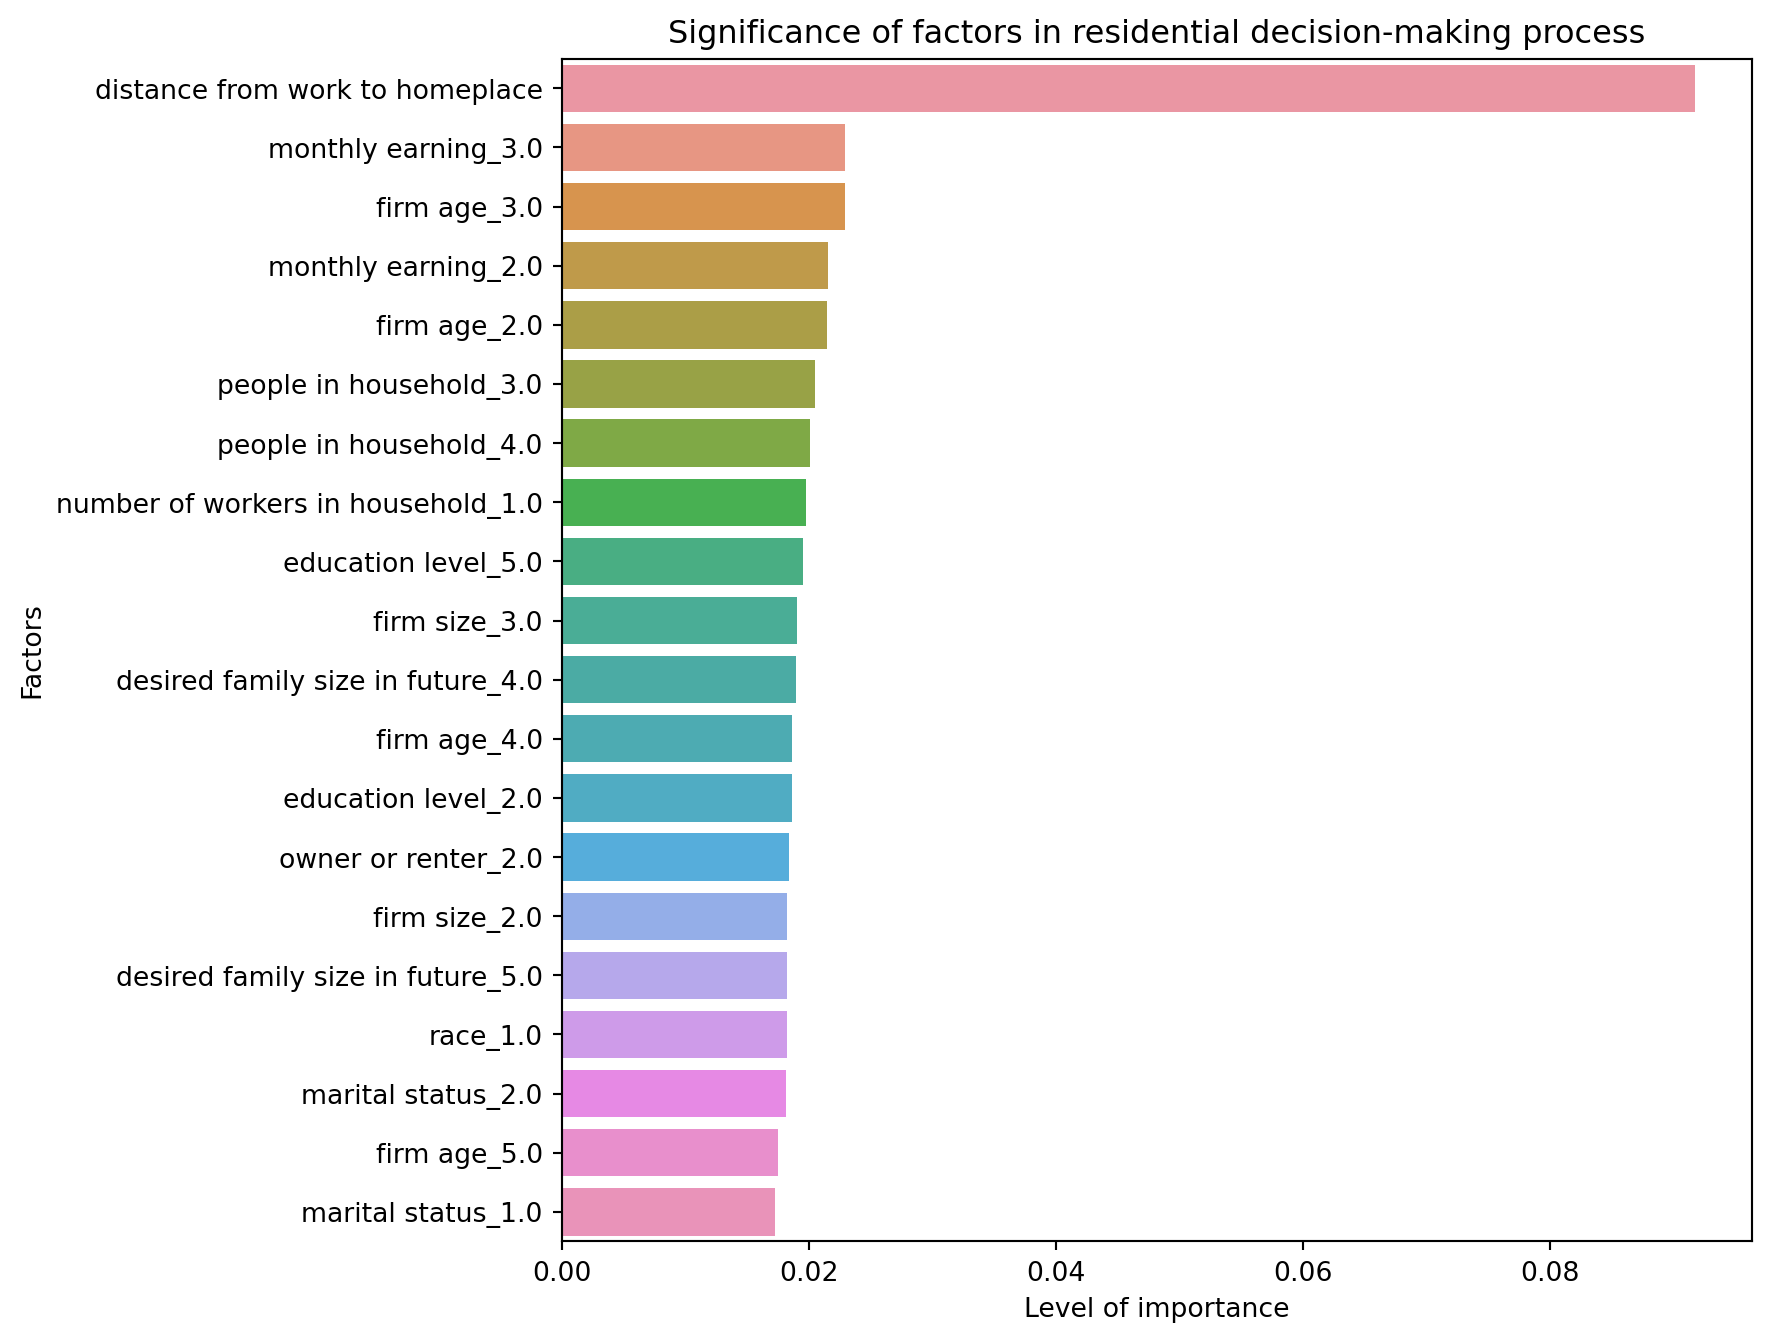 Significance of factors in residential decision-making process
distance from work to homeplace
monthly earning_3.0
firm age_3.0
monthly earning_2.0
firm age_2.0
people in household_3.0
people in household_4.0
number of workers in household_1.0
education level_5.0
firm size_3.0
desired family size in future_4.0
firm age_4.0
education level_2.0
owner or renter_2.0
firm size_2.0
desired family size in future_5.0
race_1.0
marital status_2.0
firm age_5.0
marital status_1.0
Factors
0.00 0.02 0.04 0.06 0.08
Level of importance